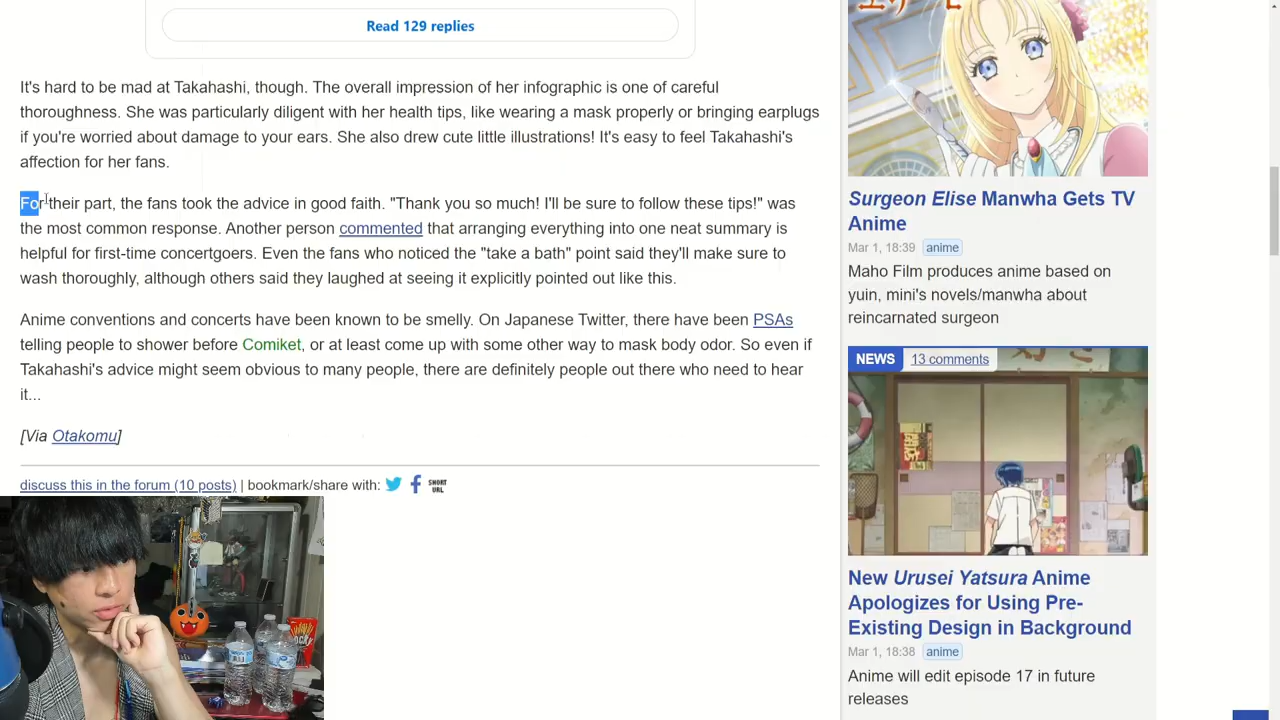 Read 129 replies
It's hard to be mad at Takahashi, though. The overall impression of her infographic is one of careful
thoroughness. She was particularly diligent with her health tips, like wearing a mask properly or bringing earplugs
if you're worried about damage to your ears. She also drew cute little illustrations! It's easy to feel Takahashi's
affection for her fans.
For their part, the fans took the advice in good faith. "Thank you so much! I'll be sure to follow these tips!" was
the most common response. Another person commented that arranging everything into one neat summary is
helpful for first-time concertgoers. Even the fans who noticed the "take a bath" point said they'll make sure to
wash thoroughly, although others said they laughed at seeing it explicitly pointed out like this.
Anime conventions and concerts have been known to be smelly. On Japanese Twitter, there have been PSAs
telling people to shower before Comiket, or at least come up with some other way to mask body odor. So even if
Takahashi's advice might seem obvious to many people, there are definitely people out there who need to hear
it...
[Via Otakomu]
discuss this in the forum (10 posts) | bookmark/share with: SHORT
URL
Surgeon Elise Manwha Gets TV
Anime
Mar 1, 18:39 anime
Maho Film produces anime based on
yuin, mini's novels/manwha about
reincarnated surgeon
NEWS 13 comments
New Urusei Yatsura Anime
Apologizes for Using Pre-
Existing Design in Background
Mar 1, 18:38 anime
Anime will edit episode 17 in future
releases